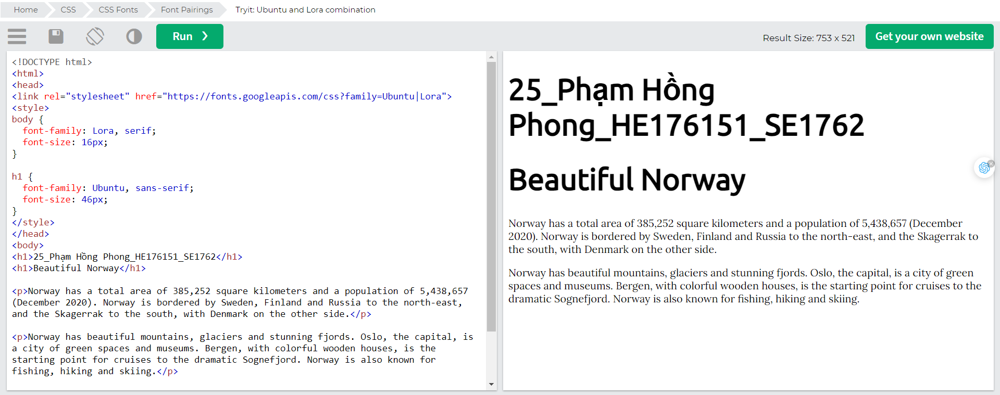 Home CSS CSS Fonts Font Pairings Tryit: Ubuntu and Lora combination
Run ❯ Result Size: 753 x 521 Get your own website
<!DOCTYPE html>
<html>
<head>
<link rel="stylesheet" href="https://fonts.googleapis.com/css?family=Ubuntu|Lora">
<style>
body {
  font-family: Lora, serif;
  font-size: 16px;
}

h1 {
  font-family: Ubuntu, sans-serif;
  font-size: 46px;
}
</style>
</head>
<body>
<h1>25_Phạm Hồng Phong_HE176151_SE1762</h1>
<h1>Beautiful Norway</h1>

<p>Norway has a total area of 385,252 square kilometers and a population of 5,438,657
(December 2020). Norway is bordered by Sweden, Finland and Russia to the north-east,
and the Skagerrak to the south, with Denmark on the other side.</p>

<p>Norway has beautiful mountains, glaciers and stunning fjords. Oslo, the capital, is
a city of green spaces and museums. Bergen, with colorful wooden houses, is the
starting point for cruises to the dramatic Sognefjord. Norway is also known for
fishing, hiking and skiing.</p>

25_Phạm Hồng
Phong_HE176151_SE1762
Beautiful Norway
Norway has a total area of 385,252 square kilometers and a population of 5,438,657 (December
2020). Norway is bordered by Sweden, Finland and Russia to the north-east, and the Skagerrak to
the south, with Denmark on the other side.
Norway has beautiful mountains, glaciers and stunning fjords. Oslo, the capital, is a city of green
spaces and museums. Bergen, with colorful wooden houses, is the starting point for cruises to the
dramatic Sognefjord. Norway is also known for fishing, hiking and skiing.